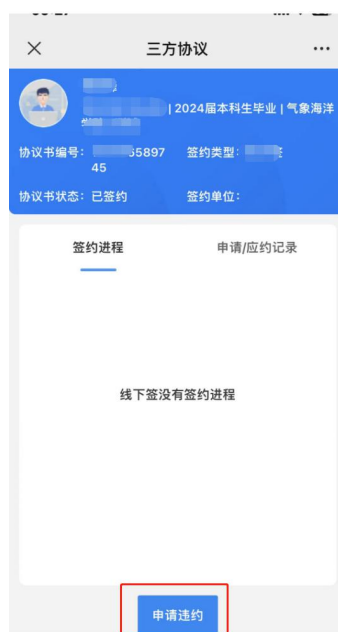 三方协议
| 2024届本科生毕业 | 气象海洋
协议书编号: 5897 签约类型:
45
协议书状态: 已签约 签约单位:
签约进程 申请/应约记录
线下签没有签约进程
申请违约